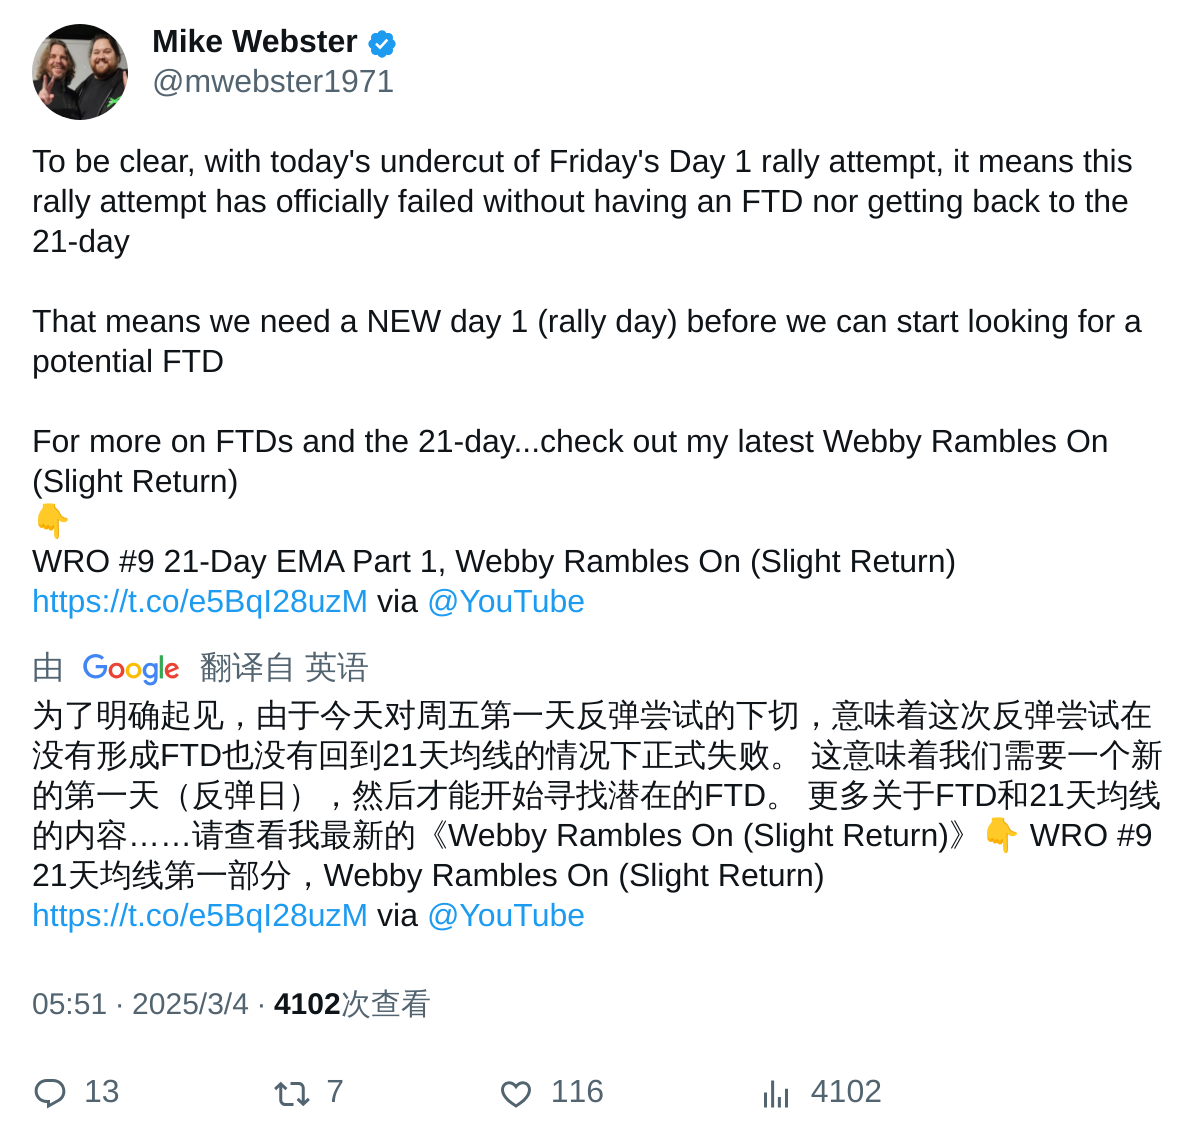 Mike Webster
@mwebster1971
To be clear, with today's undercut of Friday's Day 1 rally attempt, it means this
rally attempt has officially failed without having an FTD nor getting back to the
21-day
That means we need a NEW day 1 (rally day) before we can start looking for a
potential FTD
For more on FTDs and the 21-day...check out my latest Webby Rambles On
(Slight Return)
👇
WRO #9 21-Day EMA Part 1, Webby Rambles On (Slight Return)
https://t.co/e5BqI28uzM via @YouTube
由 Google 翻译自 英语
为了明确起见，由于今天对周五第一天反弹尝试的下切，意味着这次反弹尝试在
没有形成FTD也没有回到21天均线的情况下正式失败。 这意味着我们需要一个新
的第一天（反弹日），然后才能开始寻找潜在的FTD。 更多关于FTD和21天均线
的内容……请查看我最新的《Webby Rambles On (Slight Return)》👇 WRO #9
21天均线第一部分，Webby Rambles On (Slight Return)
https://t.co/e5BqI28uzM via @YouTube
05:51 · 2025/3/4 · 4102次查看
13 7 116 4102